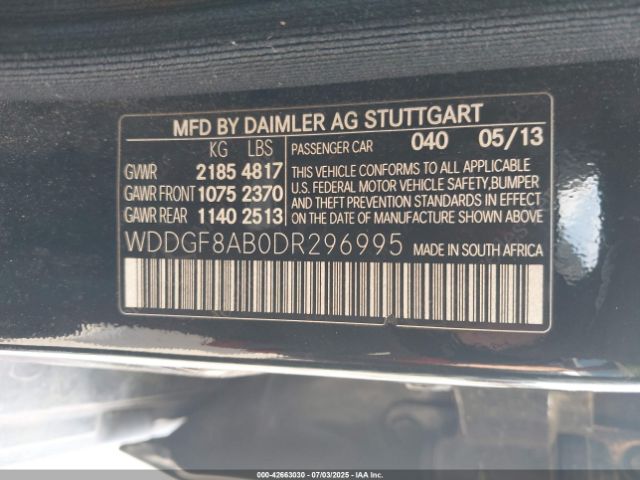 MFD BY DAIMLER AG STUTTGART
KG LBS PASSENGER CAR 040 05/13
GVWR 2185 4817
GAWR FRONT 1075 2370
GAWR REAR 1140 2513
THIS VEHICLE CONFORMS TO ALL APPLICABLE
U.S. FEDERAL MOTOR VEHICLE SAFETY,BUMPER
AND THEFT PREVENTION STANDARDS IN EFFECT
ON THE DATE OF MANUFACTURE SHOWN ABOVE
WDDGF8AB0DR296995 MADE IN SOUTH AFRICA
000-42663030 - 07/03/2025 - IAA Inc.